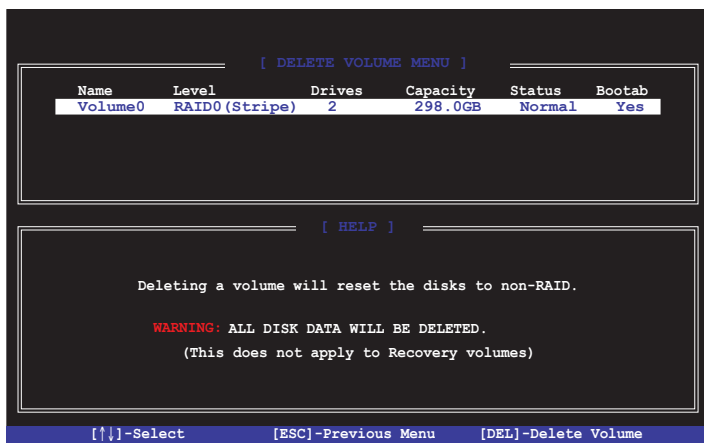 [ DELETE VOLUME MENU ]
Name Level Drives Capacity Status Bootab
Volume0 RAID0(Stripe) 2 298.0GB Normal Yes
[ HELP ]
Deleting a volume will reset the disks to non-RAID.
WARNING: ALL DISK DATA WILL BE DELETED.
(This does not apply to Recovery volumes)
[↑↓]-Select [ESC]-Previous Menu [DEL]-Delete Volume